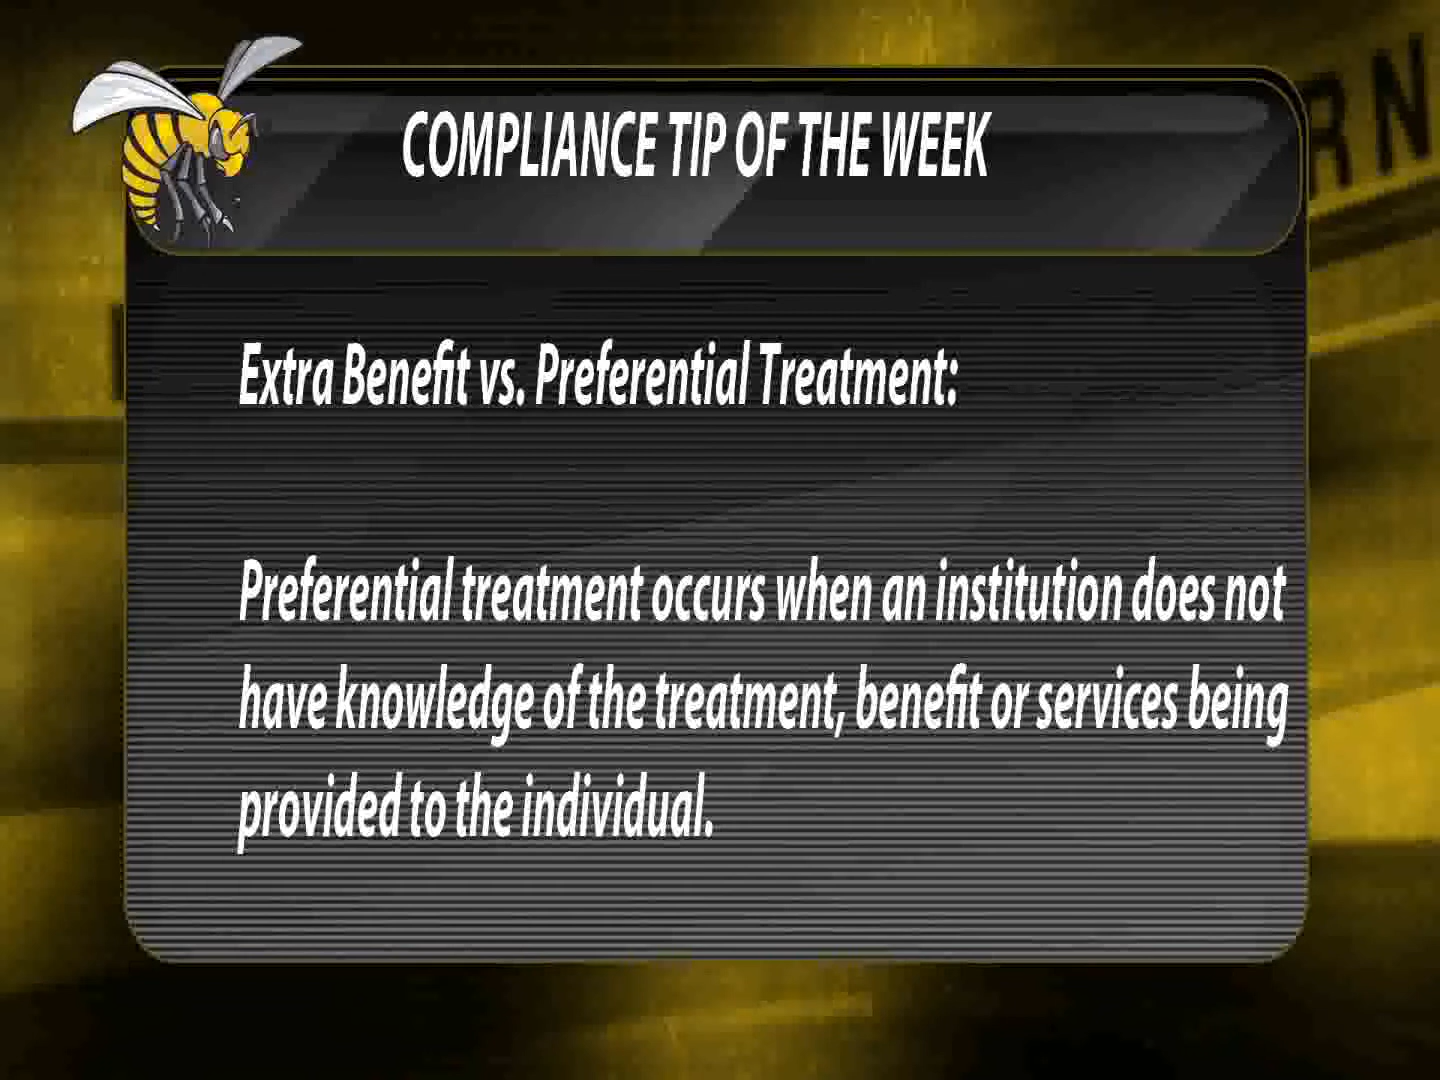 COMPLIANCE TIP OF THE WEEK
RN
Extra Benefit vs. Preferential Treatment:
Preferential treatment occurs when an institution does not
have knowledge of the treatment, benefit or services being
provided to the individual.